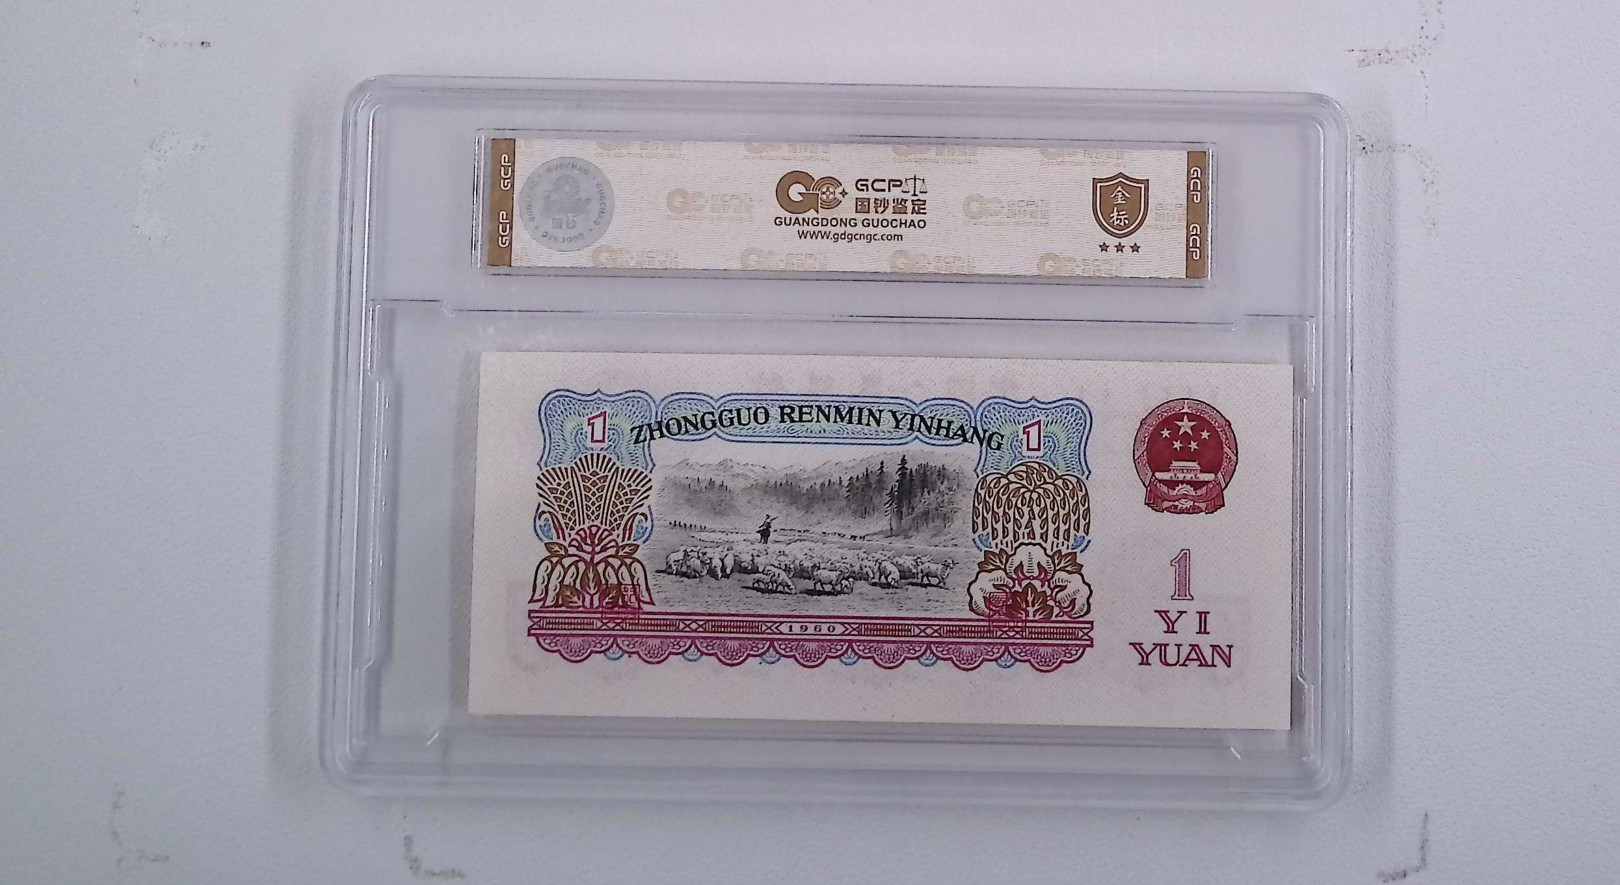 GCP
GCP
GUOCHAO
GCP
国钞鉴定
GUANGDONG GUOCHAO
WWW.gdgcngc.com
金标
GCP
GCP
1
ZHONGGUO RENMIN YINHANG
1
1960
1
YI
YUAN